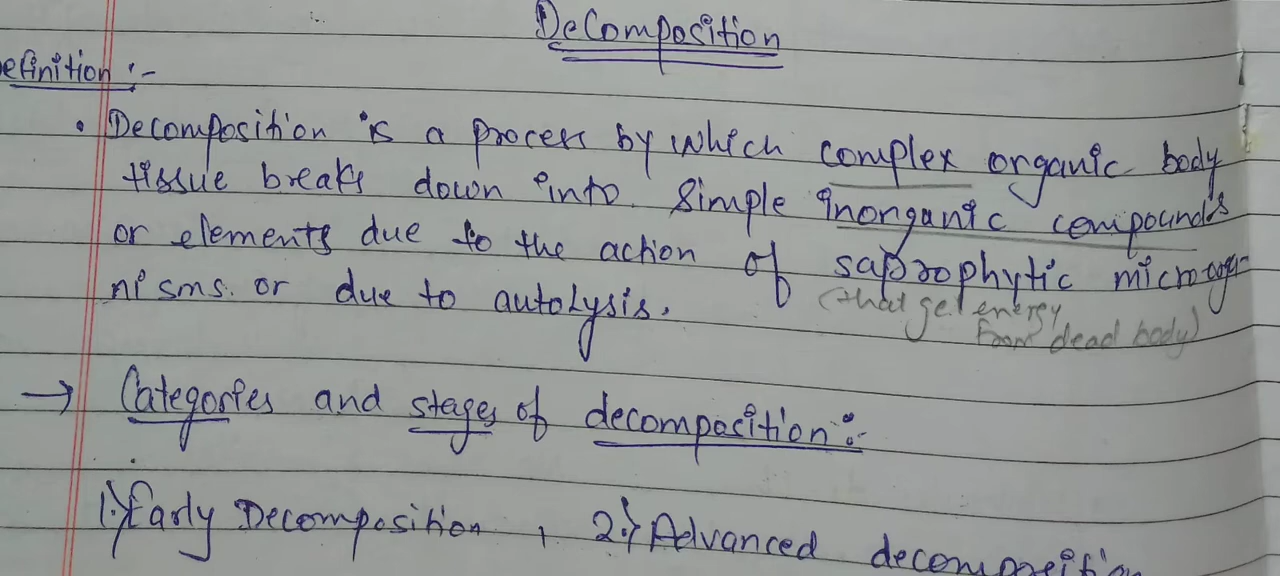 Decomposition
efinition :-
• Decomposition is a process by which complex organic body
tissue breaks down into simple inorganic compounds
or elements due to the action of saprophytic microorga-
nisms. or due to autolysis.
(that get energy
from dead body)
→ Categories and stages of decomposition :-
1.) Early Decomposition , 2.) Advanced decomposition